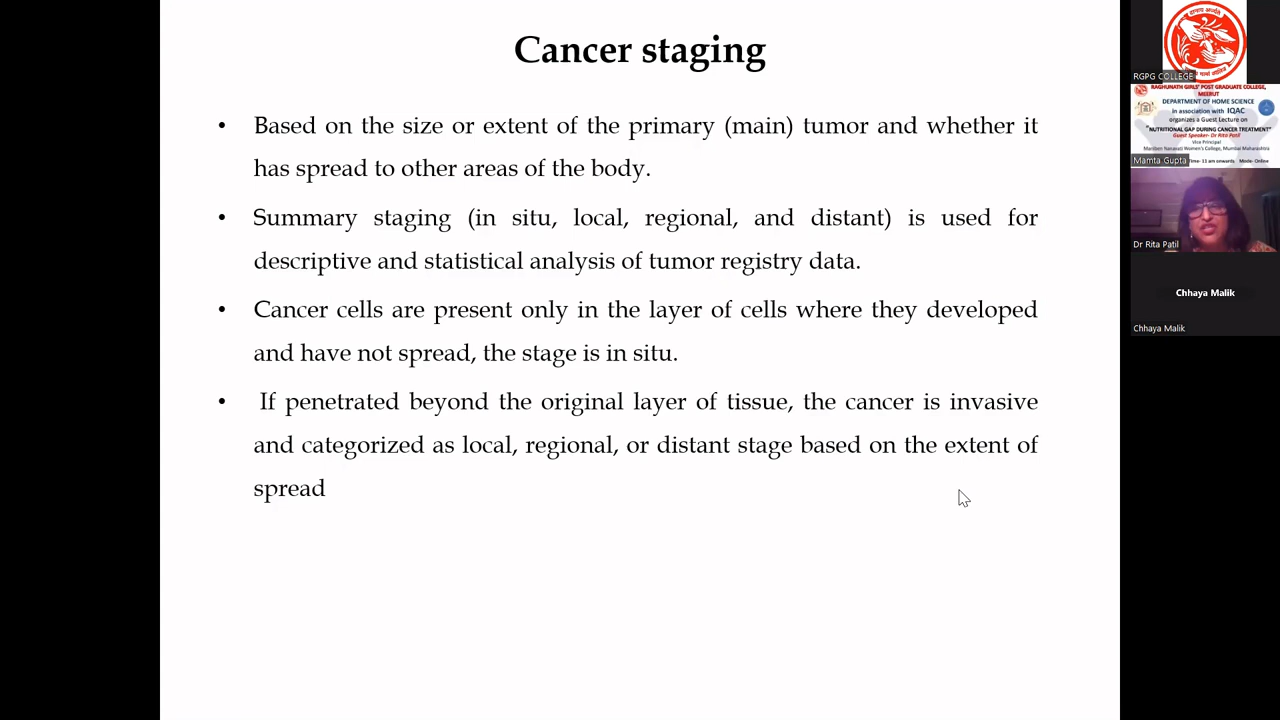 Cancer staging
• Based on the size or extent of the primary (main) tumor and whether it
has spread to other areas of the body.
• Summary staging (in situ, local, regional, and distant) is used for
descriptive and statistical analysis of tumor registry data.
• Cancer cells are present only in the layer of cells where they developed
and have not spread, the stage is in situ.
• If penetrated beyond the original layer of tissue, the cancer is invasive
and categorized as local, regional, or distant stage based on the extent of
spread
RGPG COLLEGE
RAGHUNATH GIRLS' POST GRADUATE COLLEGE,
MEERUT
DEPARTMENT OF HOME SCIENCE
in association with IQAC
organizes a Guest Lecture on
"NUTRITIONAL GAP DURING CANCER TREATMENT"
Guest Speaker- Dr Rita Patil
Vice Principal
Maniben Nanavati Women's College, Mumbai Maharashtra
Time- 11 am onwards Mode- Online
Mamta Gupta
Dr Rita Patil
Chhaya Malik
Chhaya Malik